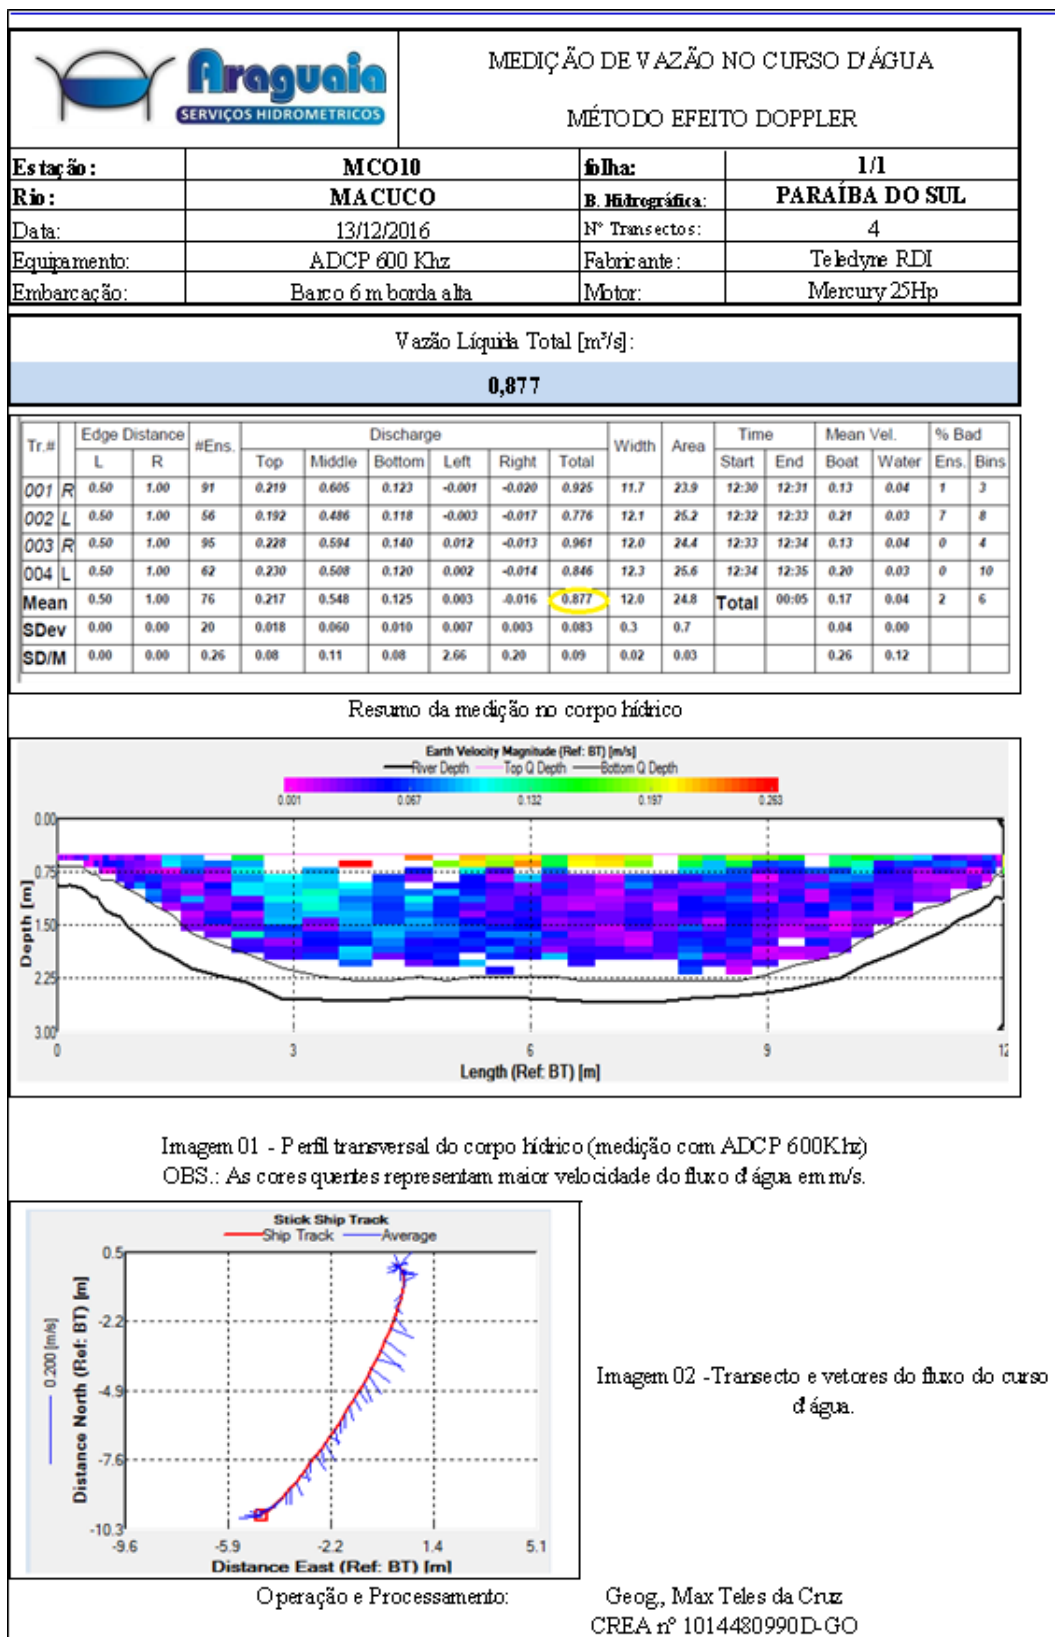 Araguaia
SERVIÇOS HIDROMETRICOS
MEDIÇÃO DE VAZÃO NO CURSO D'ÁGUA
MÉTODO EFEITO DOPPLER
Estação: MCO10 folha: 1/1
Rio: MACUCO B. Hidrográfica: PARAÍBA DO SUL
Data: 13/12/2016 Nº Transectos: 4
Equipamento: ADCP 600 Khz Fabricante: Teledyne RDI
Embarcação: Barco 6 m borda alta Motor: Mercury 25Hp
Vazão Líquida Total [m³/s]:
0,877
Tr.# Edge Distance #Ens. Discharge Width Area Time Mean Vel. % Bad
L R Top Middle Bottom Left Right Total Start End Boat Water Ens. Bins
001 R 0.50 1.00 91 0.219 0.605 0.123 -0.001 -0.020 0.925 11.7 23.9 12:30 12:31 0.13 0.04 1 3
002 L 0.50 1.00 56 0.192 0.486 0.118 -0.003 -0.017 0.776 12.1 25.2 12:32 12:33 0.21 0.03 7 8
003 R 0.50 1.00 95 0.228 0.594 0.140 0.012 -0.013 0.961 12.0 24.4 12:33 12:34 0.13 0.04 0 4
004 L 0.50 1.00 62 0.230 0.508 0.120 0.002 -0.014 0.846 12.3 25.6 12:34 12:35 0.20 0.03 0 10
Mean 0.50 1.00 76 0.217 0.548 0.125 0.003 -0.016 0.877 12.0 24.8 Total 00:05 0.17 0.04 2 6
SDev 0.00 0.00 20 0.018 0.060 0.010 0.007 0.003 0.083 0.3 0.7 0.04 0.00
SD/M 0.00 0.00 0.26 0.08 0.11 0.08 2.66 0.20 0.09 0.02 0.03 0.26 0.12
Resumo da medição no corpo hídrico
Earth Velocity Magnitude (Ref: BT) [m/s]
River Depth Top Q Depth Bottom Q Depth
0.001 0.067 0.132 0.197 0.263
0.00
0.75
1.50
2.25
3.00
Depth [m]
0 3 6 9 12
Length (Ref: BT) [m]
Imagem 01 - Perfil transversal do corpo hídrico (medição com ADCP 600Khz)
OBS.: As cores quentes representam maior velocidade do fluxo d'água em m/s.
Stick Ship Track
Ship Track Average
0.200 [m/s]
Distance North (Ref: BT) [m]
0.5
-2.2
-4.9
-7.6
-10.3
-9.6 -5.9 -2.2 1.4 5.1
Distance East (Ref: BT) [m]
Imagem 02 -Transecto e vetores do fluxo do curso
d'água.
Operação e Processamento: Geog., Max Teles da Cruz
CREA nº 1014480990D-GO